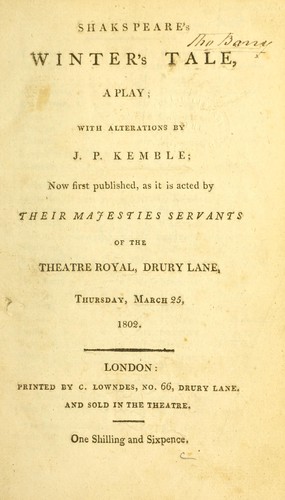 SHAKSPEARE's
WINTER's TALE,
A PLAY;
WITH ALTERATIONS BY
J. P. KEMBLE;
Now first published, as it is acted by
THEIR MAJESTIES SERVANTS
OF THE
THEATRE ROYAL, DRURY LANE,
THURSDAY, MARCH 25,
1802.
LONDON:
PRINTED BY C. LOWNDES, NO. 66, DRURY LANE.
AND SOLD IN THE THEATRE.
One Shilling and Sixpence.